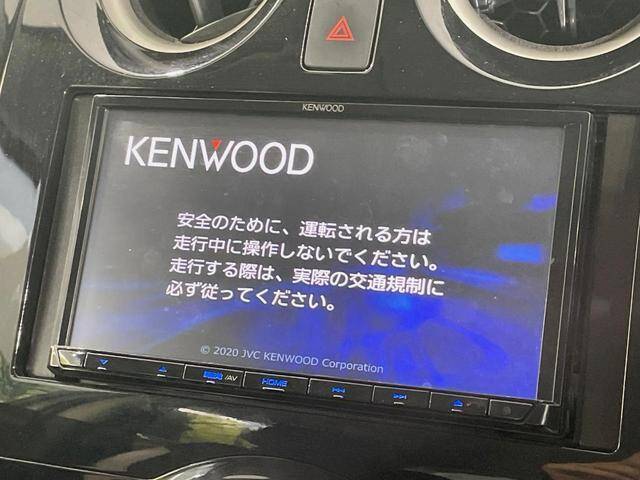 KENWOOD
KENWOOD
安全のために、運転される方は
走行中に操作しないでください。
走行する際は、実際の交通規制に
必ず従ってください。
© 2020 JVC KENWOOD Corporation
/AV
HOME